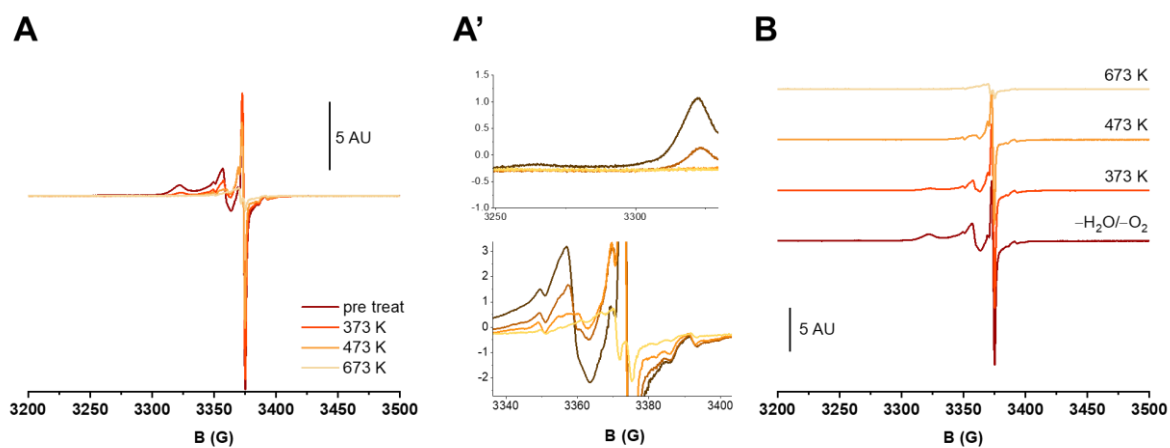 A
5 AU
pre treat
373 K
473 K
673 K
3200 3250 3300 3350 3400 3450 3500
B (G)
A’
1.5
1.0
0.5
0.0
-0.5
-1.0
3250 3300
3
2
1
0
-1
-2
3340 3360 3380 3400
B (G)
B
673 K
473 K
373 K
–H₂O/–O₂
5 AU
3200 3250 3300 3350 3400 3450 3500
B (G)